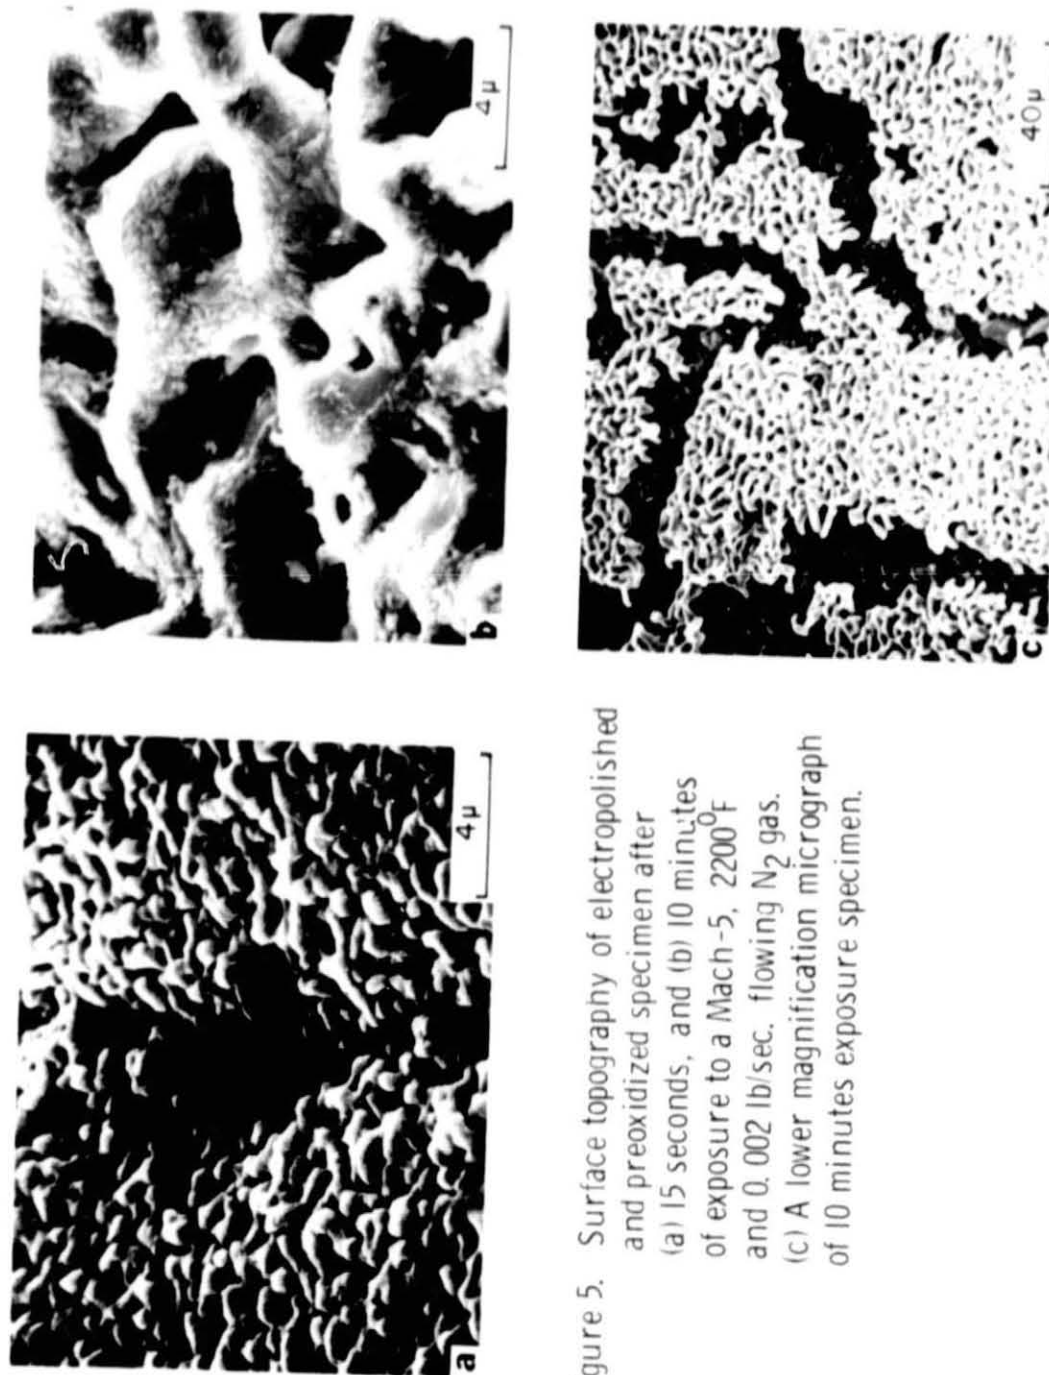 a
4μ
b
4μ
c
40μ
gure 5. Surface topography of electropolished
and preoxidized specimen after
(a) 15 seconds, and (b) 10 minutes
of exposure to a Mach-5, 2200⁰F
and 0.002 lb/sec. flowing N₂ gas.
(c) A lower magnification micrograph
of 10 minutes exposure specimen.